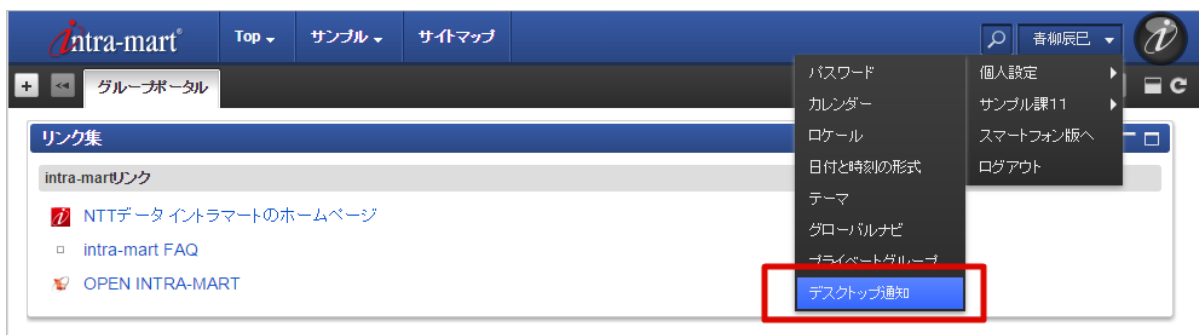 intra-mart® Top サンプル サイトマップ 青柳辰巳
グループポータル
リンク集
intra-martリンク
NTTデータ イントラマートのホームページ
intra-mart FAQ
OPEN INTRA-MART
パスワード
カレンダー
ロケール
日付と時刻の形式
テーマ
グローバルナビ
プライベートグループ
デスクトップ通知
個人設定
サンプル課11
スマートフォン版へ
ログアウト